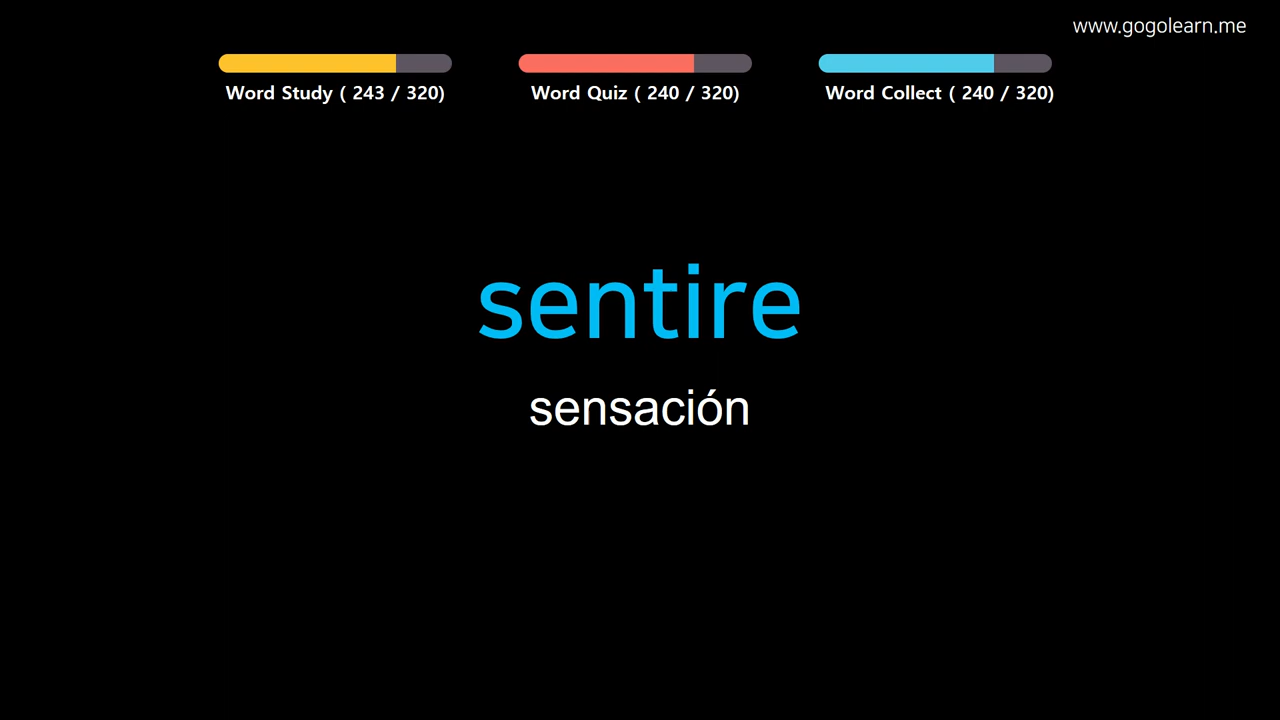 www.gogolearn.me
Word Study ( 243 / 320)
Word Quiz ( 240 / 320)
Word Collect ( 240 / 320)
sentire
sensación